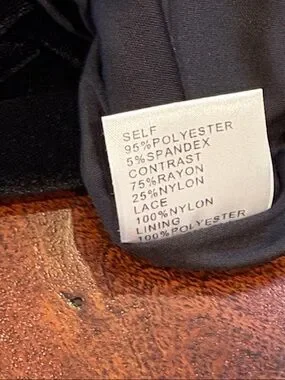 SELF
95%POLYESTER
5%SPANDEX
CONTRAST
75%RAYON
25%NYLON
LACE
100%NYLON
LINING
100%POLYESTER